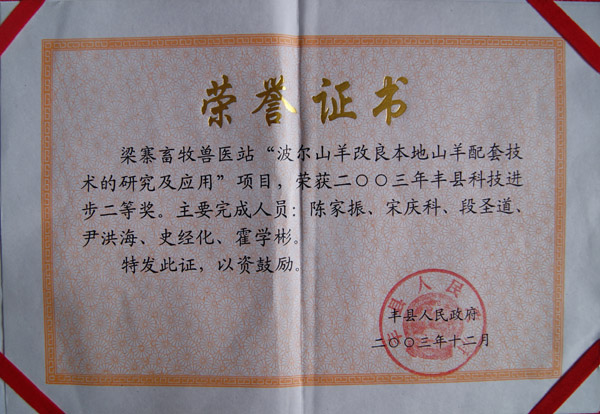 荣誉证书
梁寨畜牧兽医站“波尔山羊改良本地山羊配套技
术的研究及应用”项目，荣获二〇〇三年丰县科技进
步二等奖。主要完成人员：陈家振、宋庆科、段圣道、
尹洪海、史经化、霍学彬。
特发此证，以资鼓励。
丰县人民政府
二〇〇三年十二月